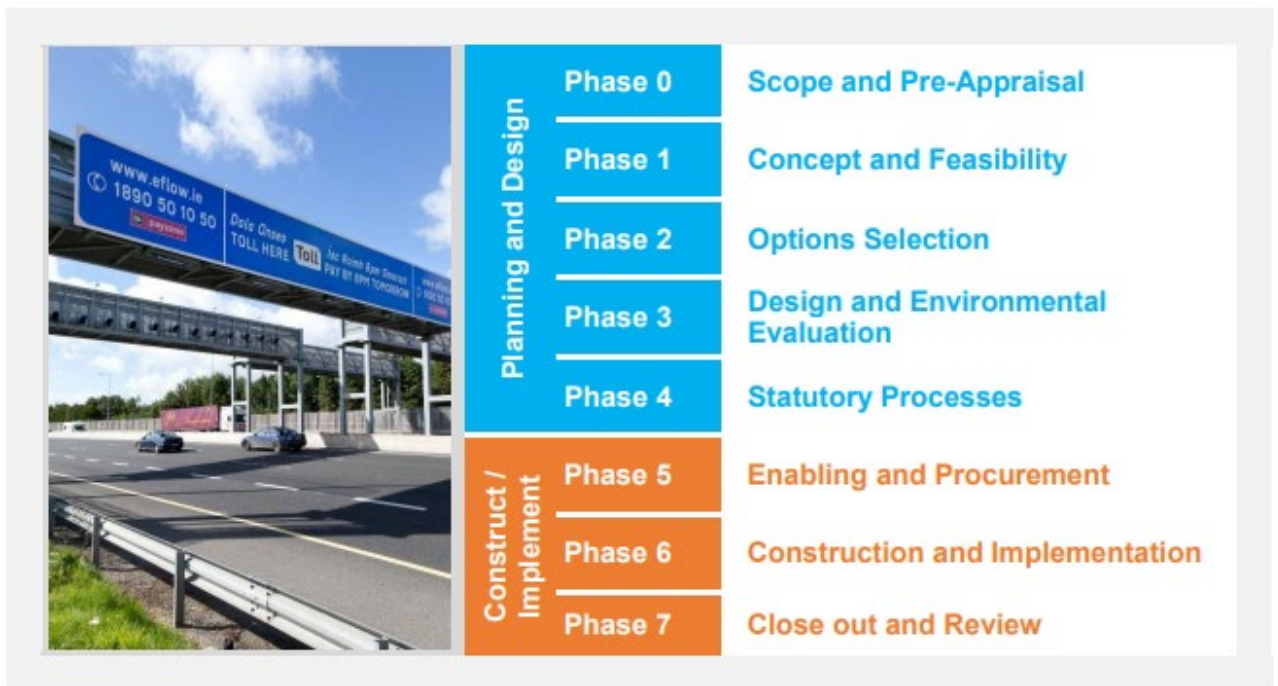 www.eflow.ie
1890 50 10 50
payzone
TOLL HERE
Toll
PAY BY 8PM TOMORROW
Planning and Design
Phase 0
Scope and Pre-Appraisal
Phase 1
Concept and Feasibility
Phase 2
Options Selection
Phase 3
Design and Environmental
Evaluation
Phase 4
Statutory Processes
Construct /
Implement
Phase 5
Enabling and Procurement
Phase 6
Construction and Implementation
Phase 7
Close out and Review